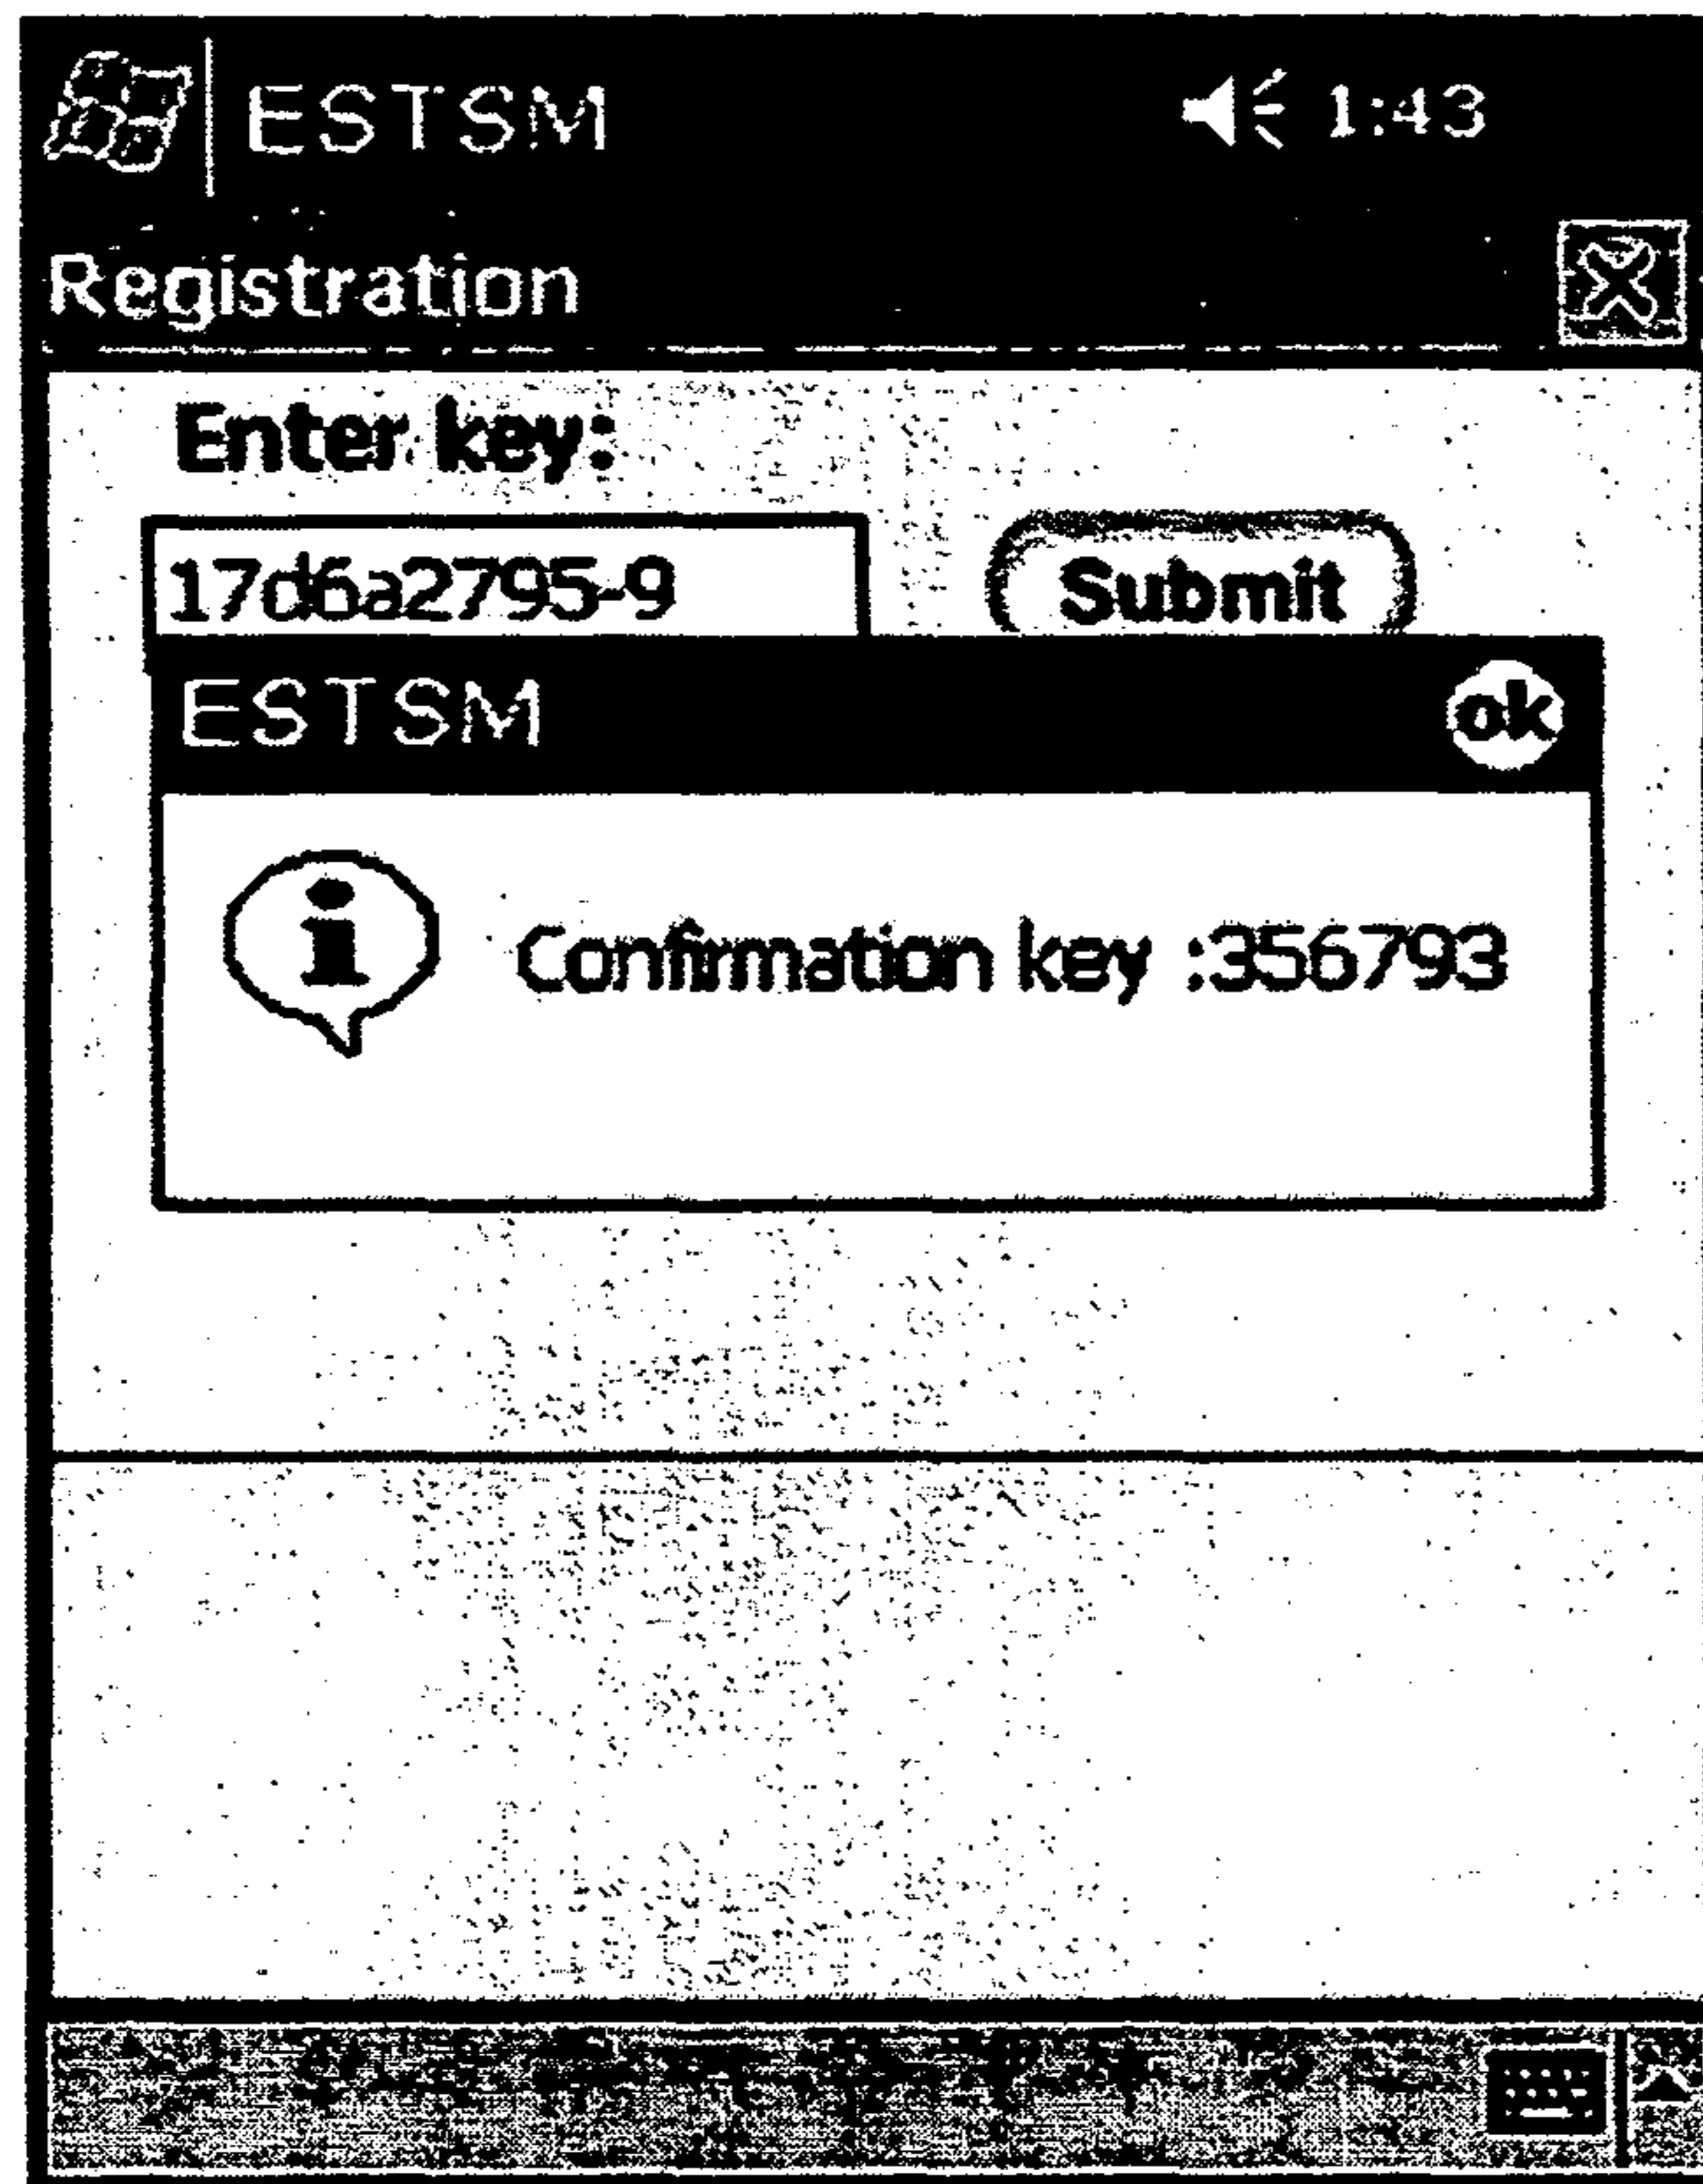 ESTSM 1:43
Registration
Enter key:
17d6a2795-9 Submit
ESTSM ok
Confirmation key :356793